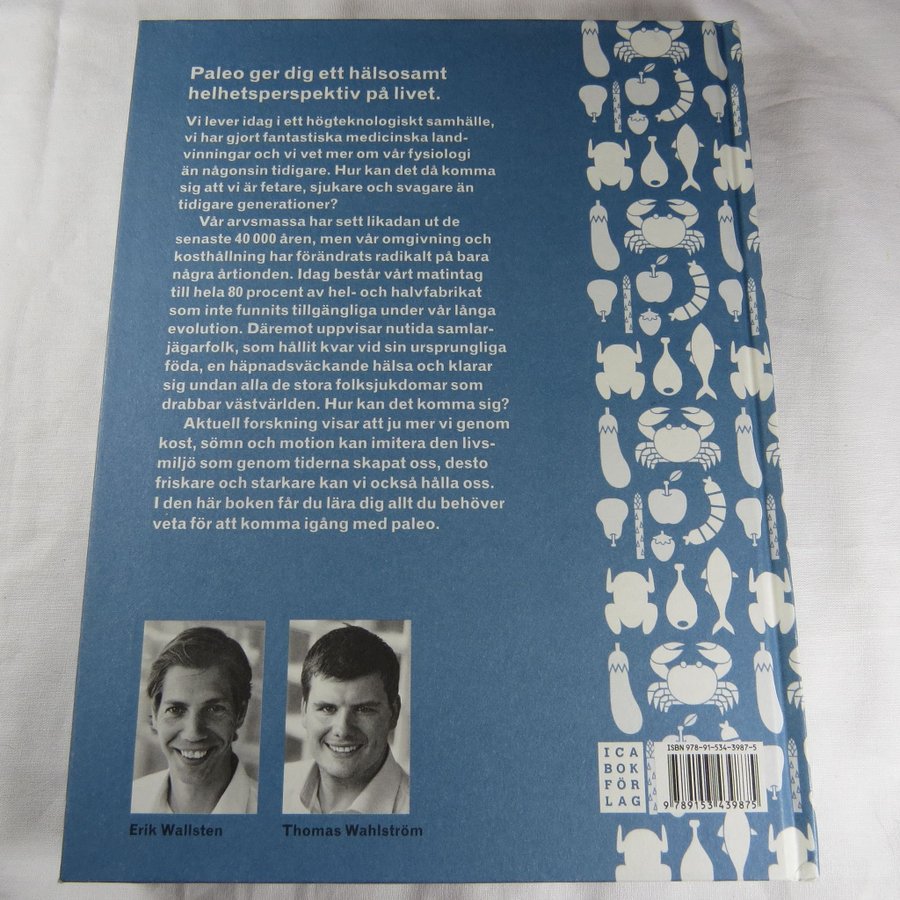 Paleo ger dig ett hälsosamt
helhetsperspektiv på livet.
Vi lever idag i ett högteknologiskt samhälle,
vi har gjort fantastiska medicinska land-
vinningar och vi vet mer om vår fysiologi
än någonsin tidigare. Hur kan det då komma
sig att vi är fetare, sjukare och svagare än
tidigare generationer?
Vår arvsmassa har sett likadan ut de
senaste 40 000 åren, men vår omgivning och
kosthållning har förändrats radikalt på bara
några årtionden. Idag består vårt matintag
till hela 80 procent av hel- och halvfabrikat
som inte funnits tillgängliga under vår långa
evolution. Däremot uppvisar nutida samlar-
jägarfolk, som hållit kvar vid sin ursprungliga
föda, en häpnadsväckande hälsa och klarar
sig undan alla de stora folksjukdomar som
drabbar västvärlden. Hur kan det komma sig?
Aktuell forskning visar att ju mer vi genom
kost, sömn och motion kan imitera den livs-
miljö som genom tiderna skapat oss, desto
friskare och starkare kan vi också hålla oss.
I den här boken får du lära dig allt du behöver
veta för att komma igång med paleo.
Erik Wallsten
Thomas Wahlström
ICA
BOK
FÖR
LAG
ISBN 978-91-534-3987-5
9 789153 439875